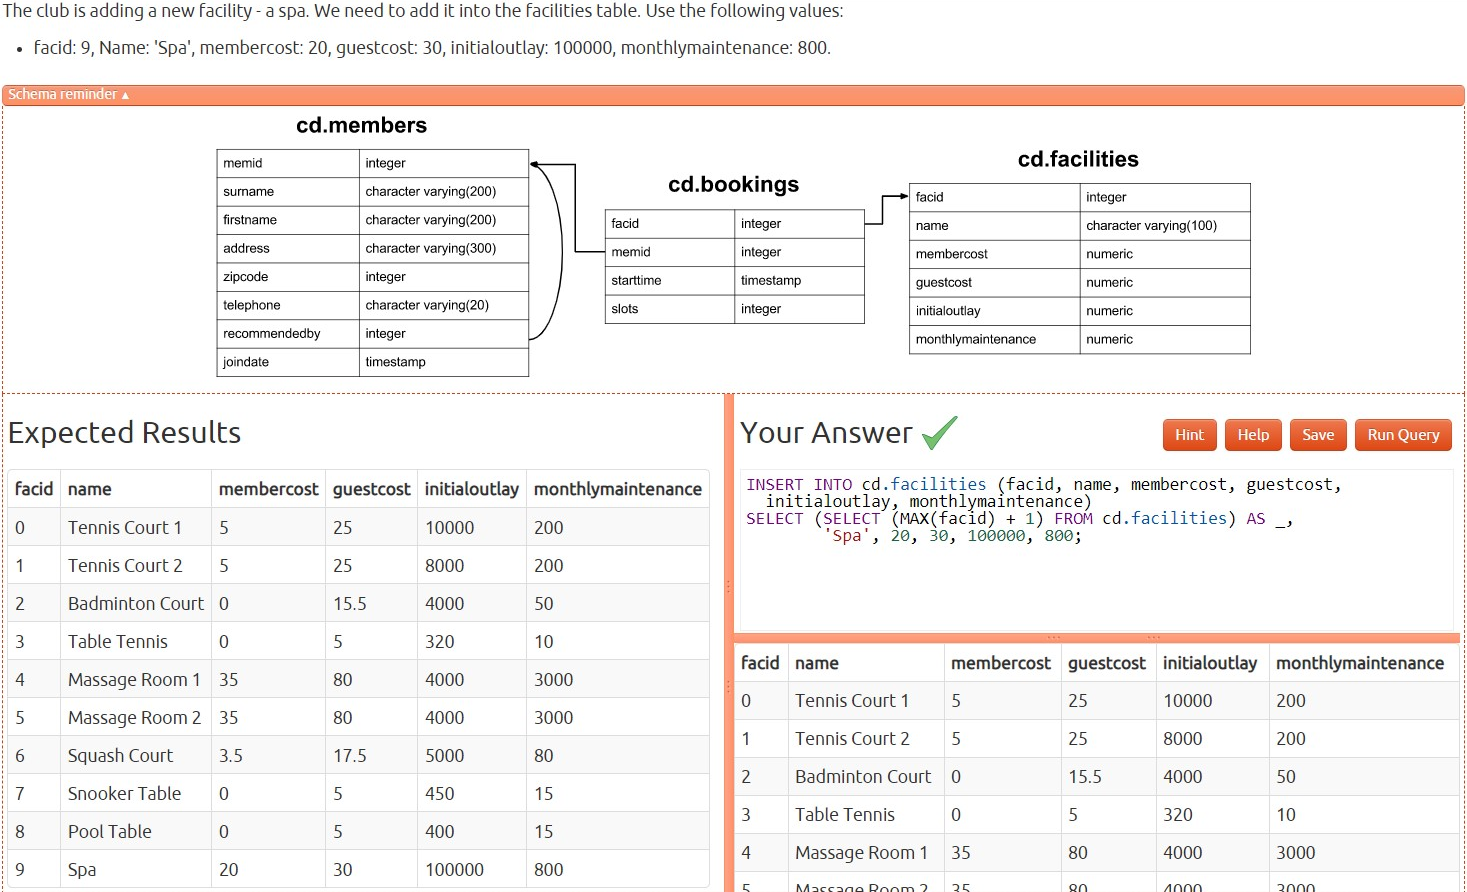 The club is adding a new facility - a spa. We need to add it into the facilities table. Use the following values:
• facid: 9, Name: 'Spa', membercost: 20, guestcost: 30, initialoutlay: 100000, monthlymaintenance: 800.
Schema reminder ▴
cd.members
memid integer
surname character varying(200)
firstname character varying(200)
address character varying(300)
zipcode integer
telephone character varying(20)
recommendedby integer
joindate timestamp
cd.bookings
facid integer
memid integer
starttime timestamp
slots integer
cd.facilities
facid integer
name character varying(100)
membercost numeric
guestcost numeric
initialoutlay numeric
monthlymaintenance numeric
Expected Results
facid name membercost guestcost initialoutlay monthlymaintenance
0 Tennis Court 1 5 25 10000 200
1 Tennis Court 2 5 25 8000 200
2 Badminton Court 0 15.5 4000 50
3 Table Tennis 0 5 320 10
4 Massage Room 1 35 80 4000 3000
5 Massage Room 2 35 80 4000 3000
6 Squash Court 3.5 17.5 5000 80
7 Snooker Table 0 5 450 15
8 Pool Table 0 5 400 15
9 Spa 20 30 100000 800
Your Answer
Hint Help Save Run Query
INSERT INTO cd.facilities (facid, name, membercost, guestcost,
initialoutlay, monthlymaintenance)
SELECT (SELECT (MAX(facid) + 1) FROM cd.facilities) AS _,
'Spa', 20, 30, 100000, 800;
facid name membercost guestcost initialoutlay monthlymaintenance
0 Tennis Court 1 5 25 10000 200
1 Tennis Court 2 5 25 8000 200
2 Badminton Court 0 15.5 4000 50
3 Table Tennis 0 5 320 10
4 Massage Room 1 35 80 4000 3000
5 Massage Room 2 35 80 4000 3000